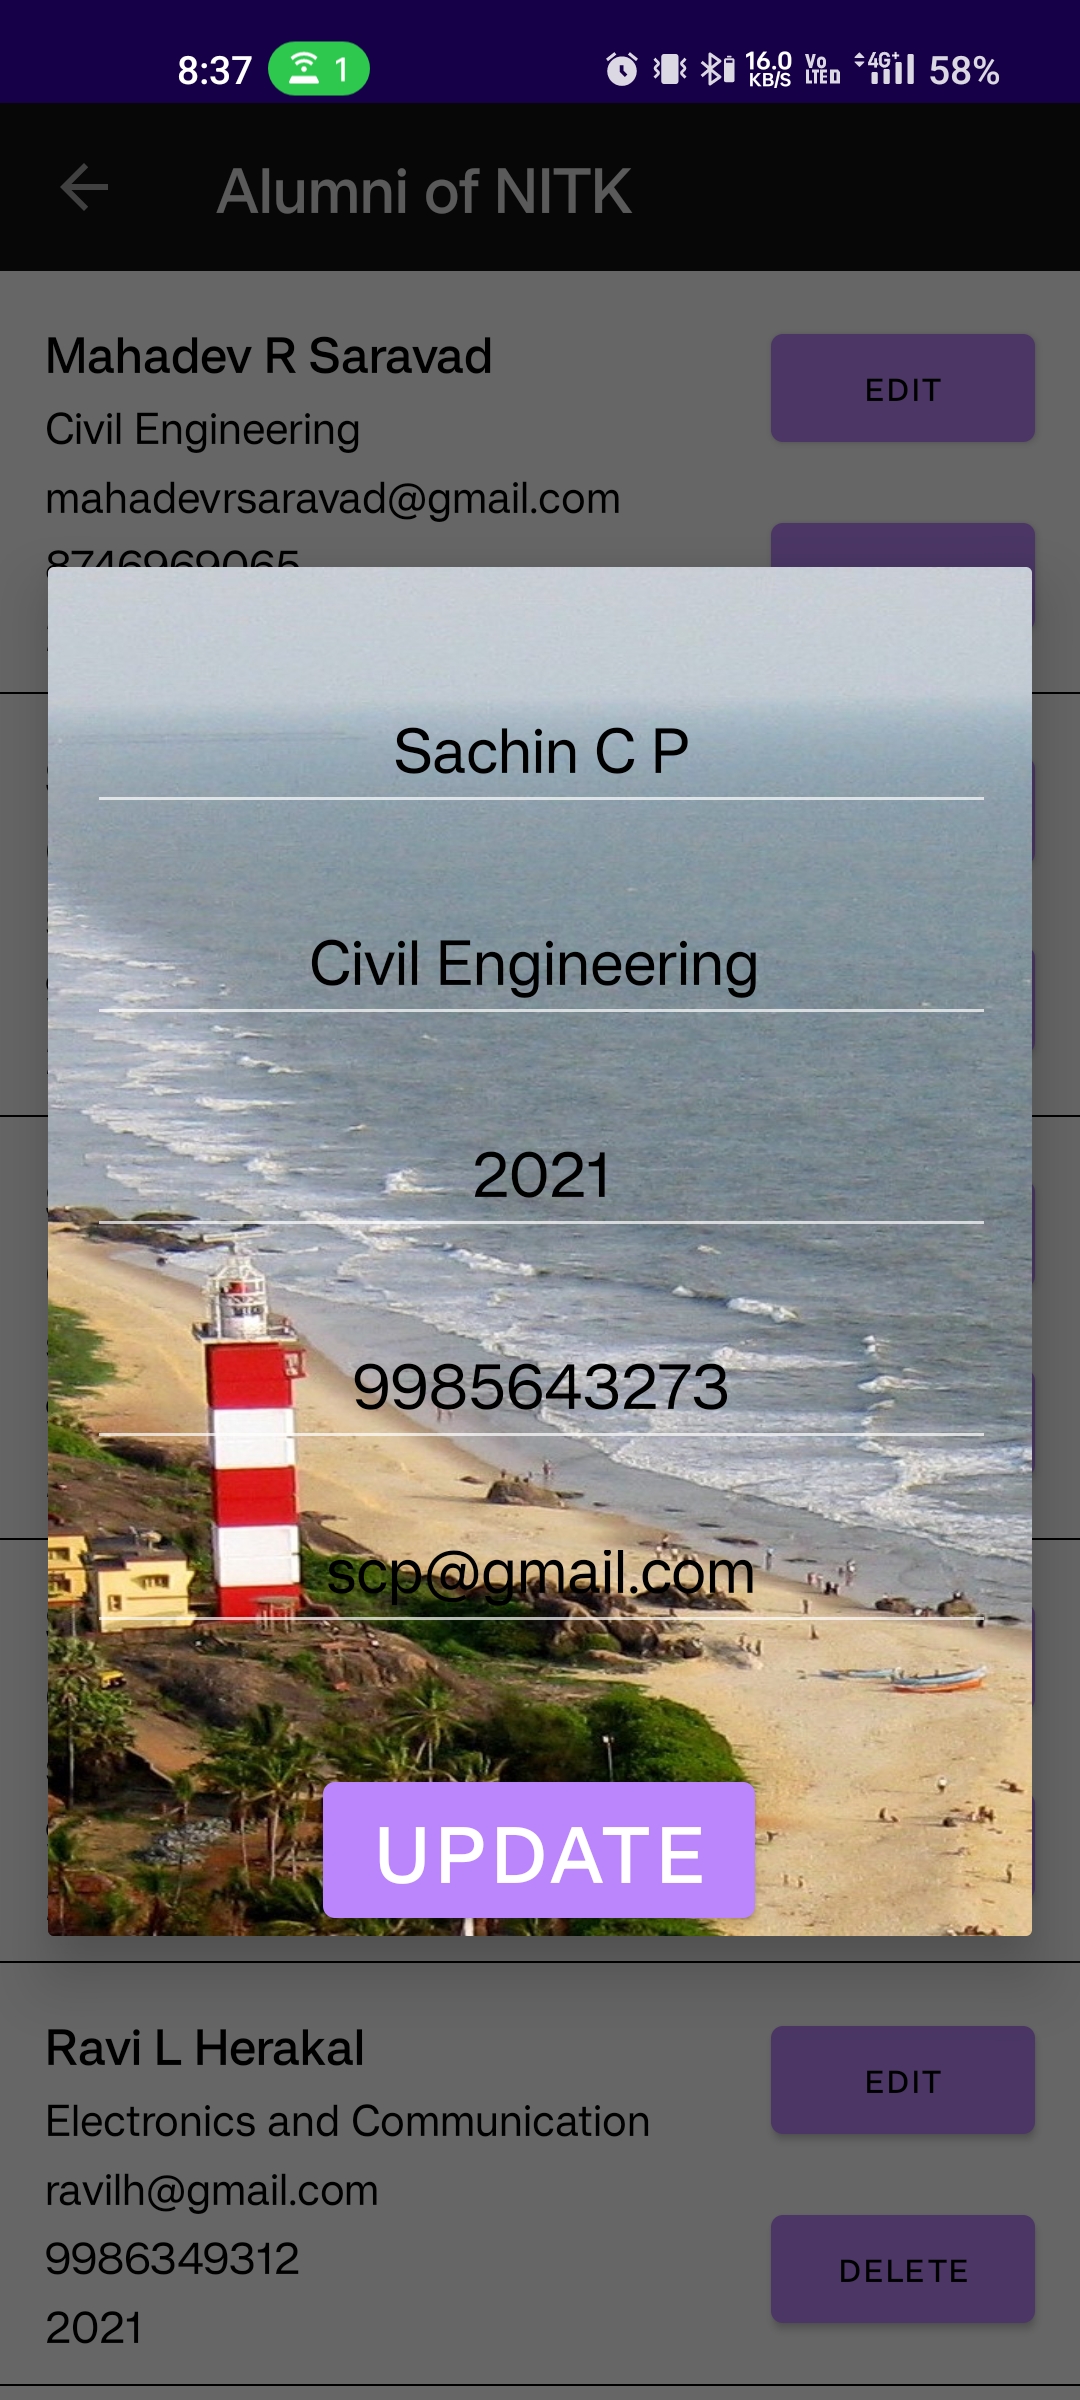 8:37 1 16.0 KB/S Vo LTED 4G+ 58%
Alumni of NITK
Mahadev R Saravad
EDIT
Civil Engineering
mahadevrsaravad@gmail.com
8746969065
Sachin C P
Civil Engineering
2021
9985643273
scp@gmail.com
UPDATE
Ravi L Herakal
EDIT
Electronics and Communication
ravilh@gmail.com
9986349312
DELETE
2021